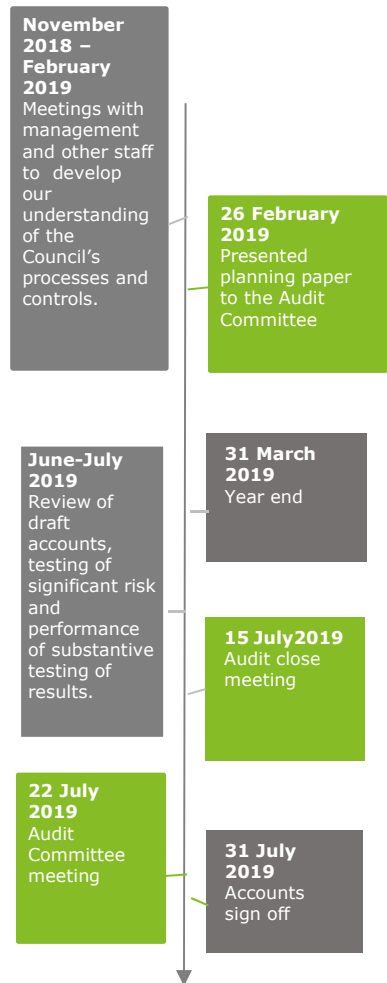 November
2018 –
February
2019
Meetings with
management
and other staff
to develop
our
understanding
of the
Council's
processes and
controls.
26 February
2019
Presented
planning paper
to the Audit
Committee
31 March
2019
Year end
June-July
2019
Review of
draft
accounts,
testing of
significant risk
and
performance
of substantive
testing of
results.
15 July2019
Audit close
meeting
22 July
2019
Audit
Committee
meeting
31 July
2019
Accounts
sign off